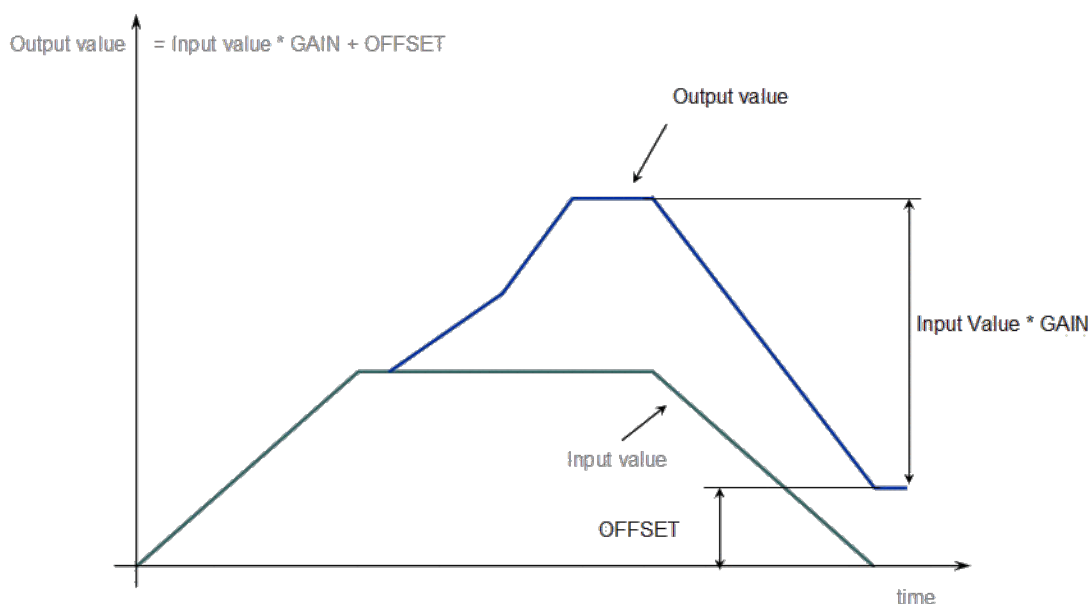 Output value = Input value * GAIN + OFFSET
Output value
Input Value * GAIN
Input value
OFFSET
time